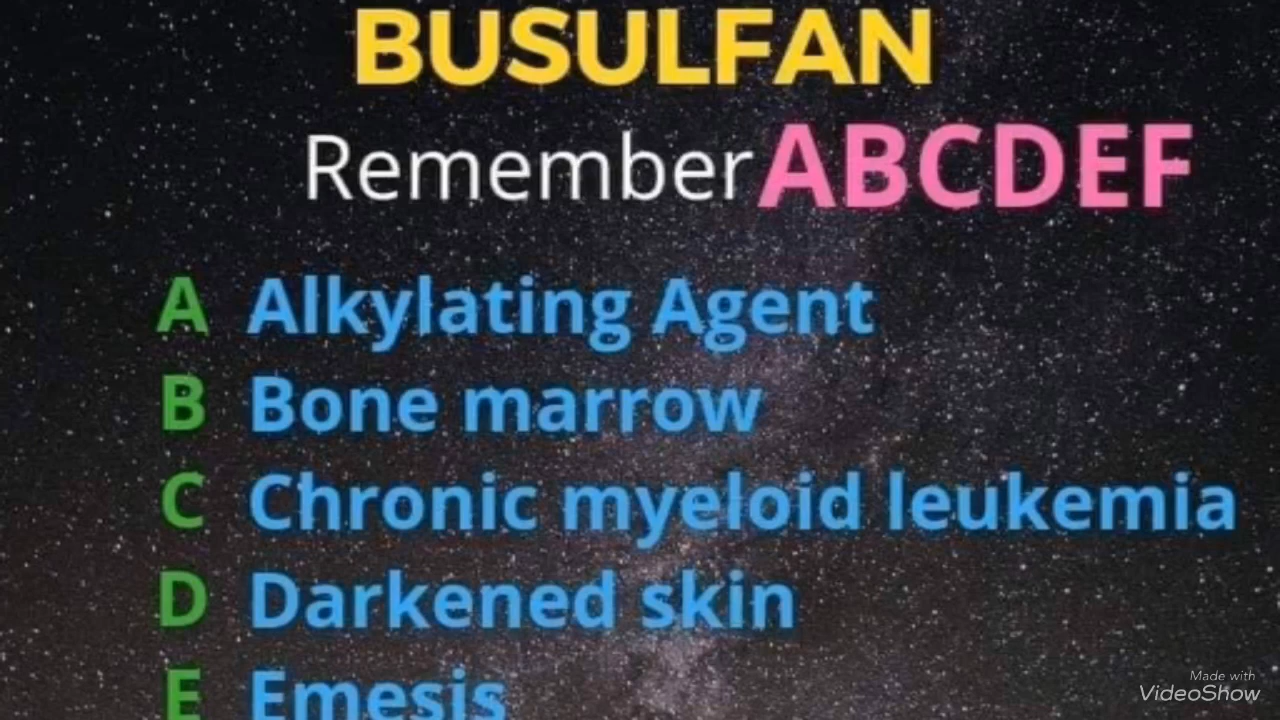 BUSULFAN
Remember ABCDEF
A Alkylating Agent
B Bone marrow
C Chronic myeloid leukemia
D Darkened skin
E Emesis
Made with
VideoShow